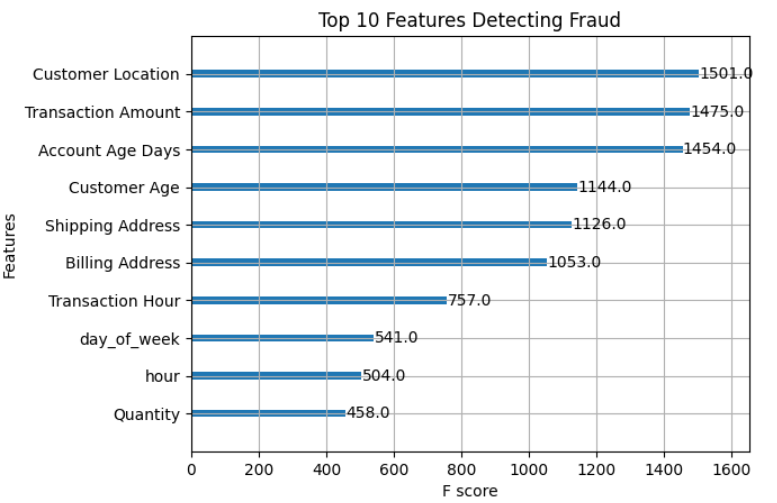 Top 10 Features Detecting Fraud
Features
Customer Location 1501.0
Transaction Amount 1475.0
Account Age Days 1454.0
Customer Age 1144.0
Shipping Address 1126.0
Billing Address 1053.0
Transaction Hour 757.0
day_of_week 541.0
hour 504.0
Quantity 458.0
0 200 400 600 800 1000 1200 1400 1600
F score